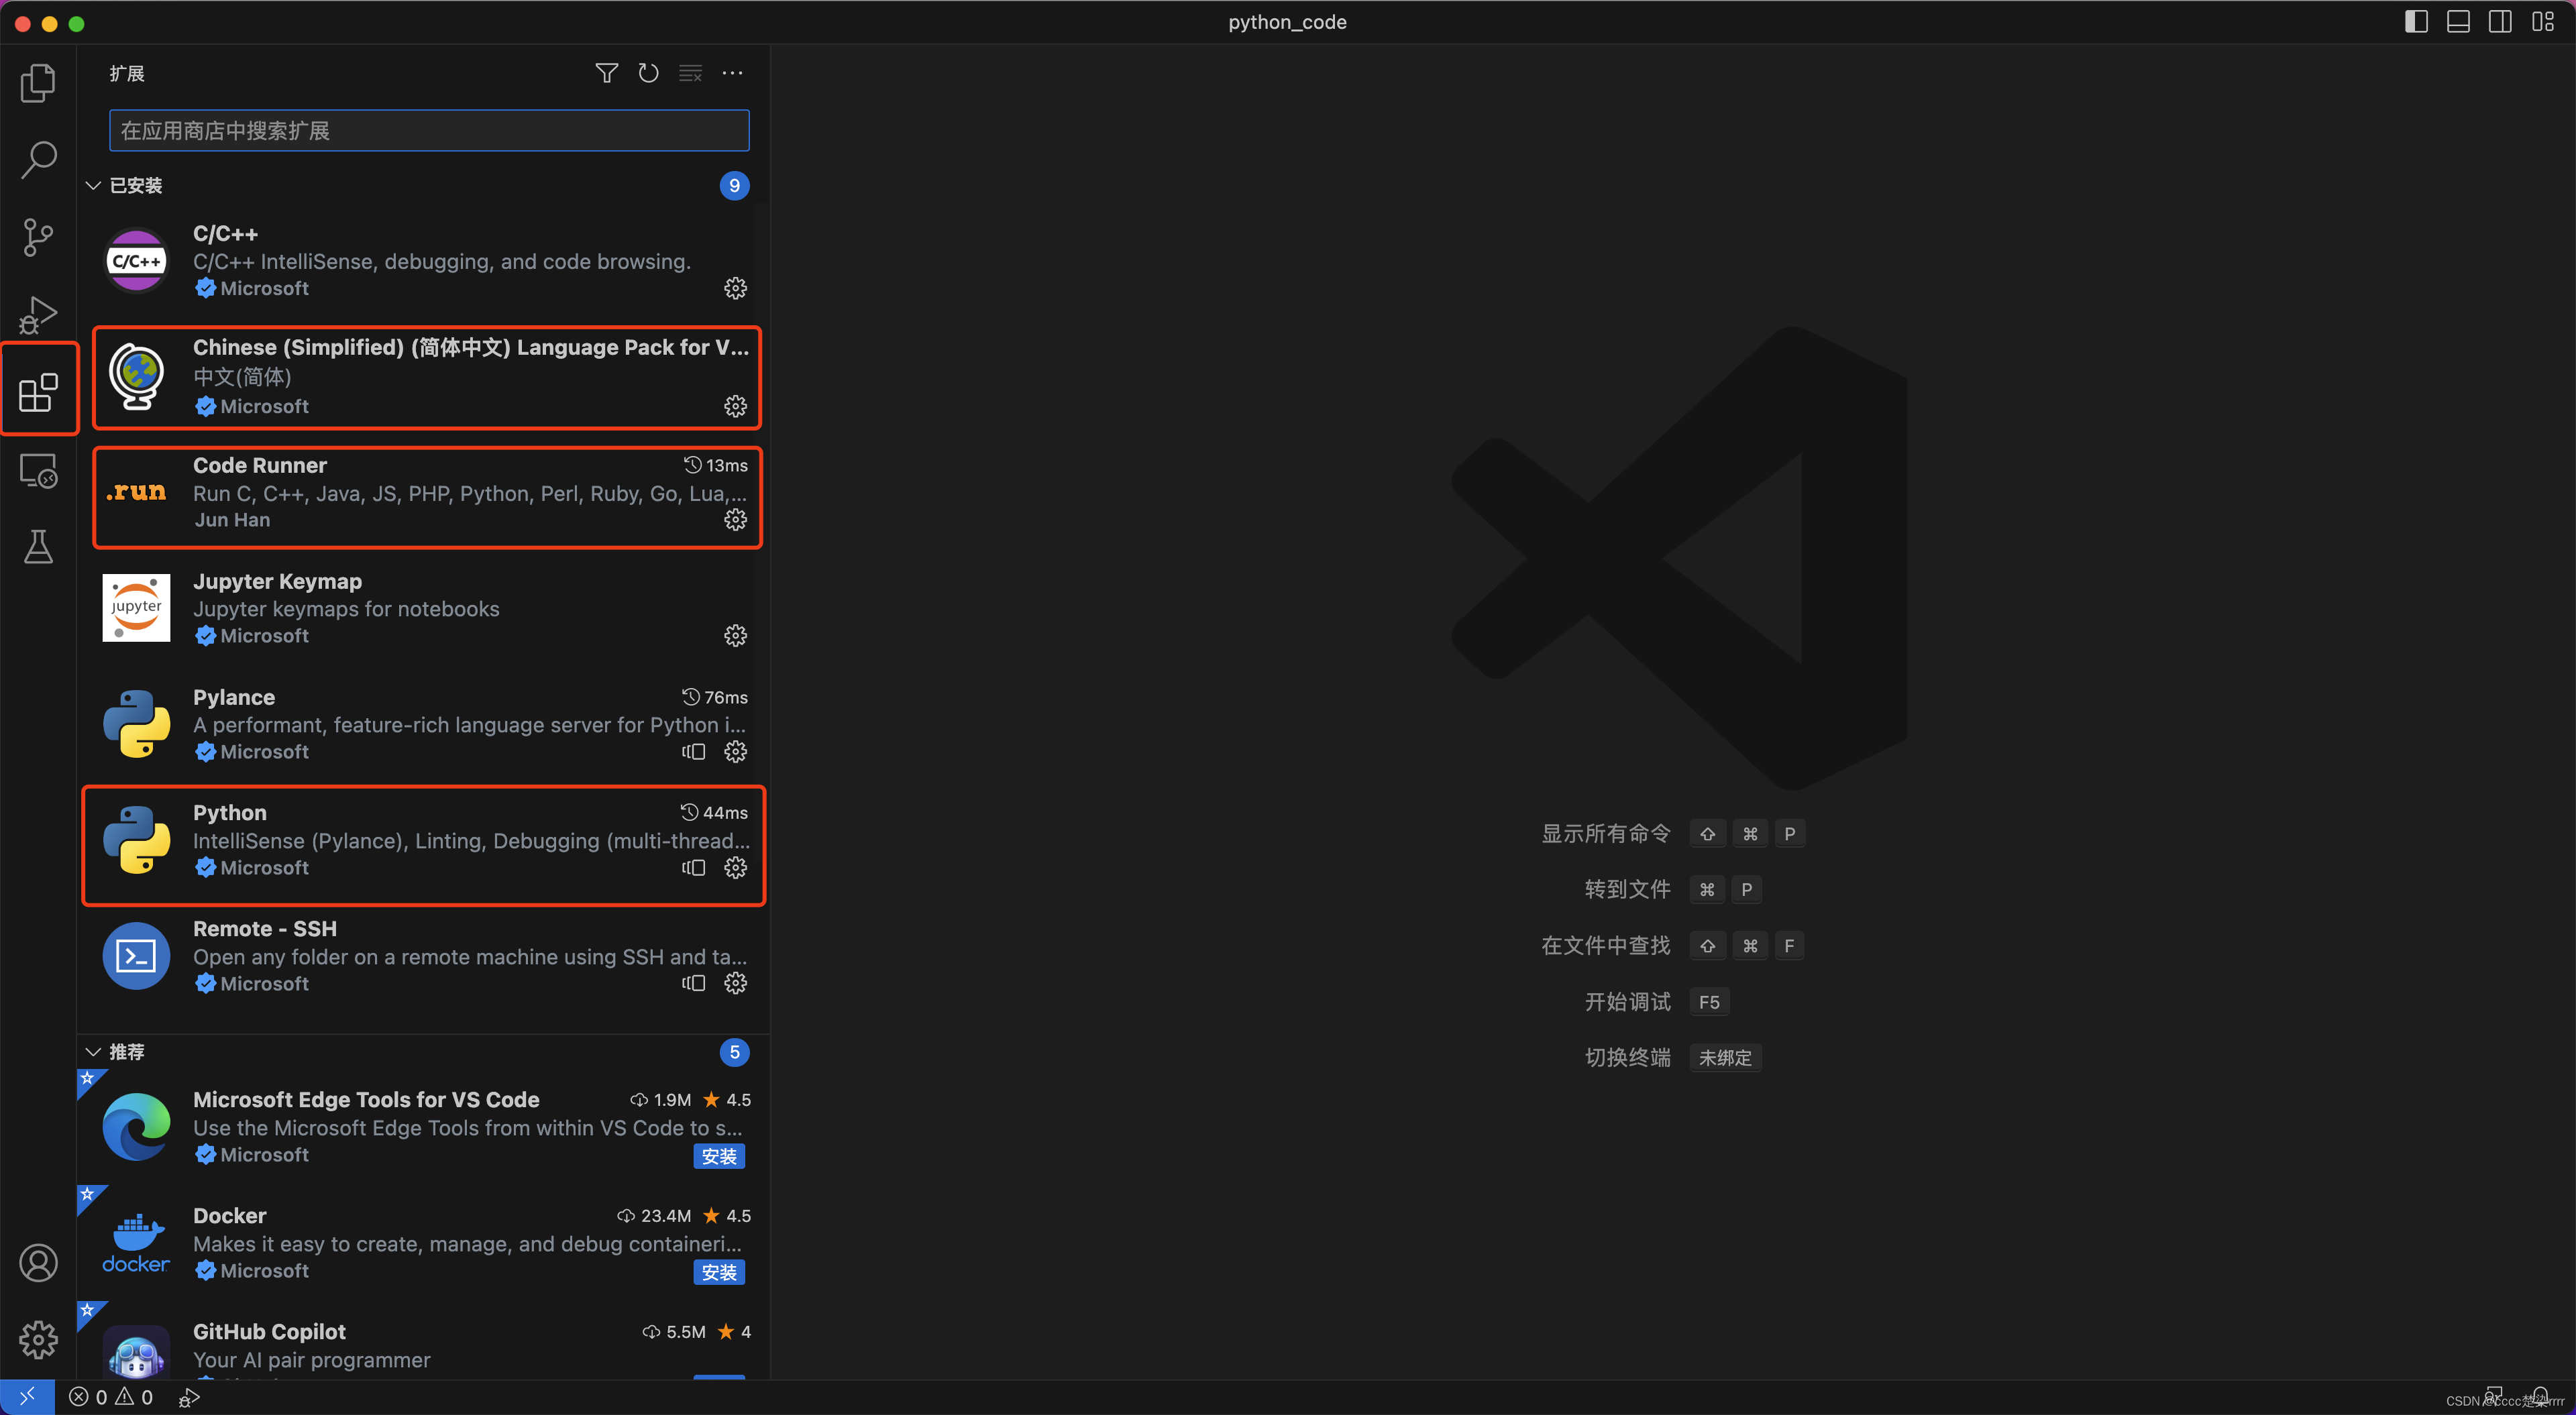 python_code
扩展
在应用商店中搜索扩展
已安装 9
C/C++
C/C++
C/C++ IntelliSense, debugging, and code browsing.
Microsoft
Chinese (Simplified) (简体中文) Language Pack for V...
中文(简体)
Microsoft
.run
Code Runner 13ms
Run C, C++, Java, JS, PHP, Python, Perl, Ruby, Go, Lua,...
Jun Han
jupyter
Jupyter Keymap
Jupyter keymaps for notebooks
Microsoft
Pylance 76ms
A performant, feature-rich language server for Python i...
Microsoft
Python 44ms
IntelliSense (Pylance), Linting, Debugging (multi-thread...
Microsoft
Remote - SSH
Open any folder on a remote machine using SSH and ta...
Microsoft
推荐 5
Microsoft Edge Tools for VS Code 1.9M 4.5
Use the Microsoft Edge Tools from within VS Code to s...
Microsoft 安装
docker
Docker 23.4M 4.5
Makes it easy to create, manage, and debug containeri...
Microsoft 安装
GitHub Copilot 5.5M 4
Your AI pair programmer
0 0
显示所有命令 ⇧ ⌘ P
转到文件 ⌘ P
在文件中查找 ⇧ ⌘ F
开始调试 F5
切换终端 未绑定
CSDN @cccc楚染rrrr